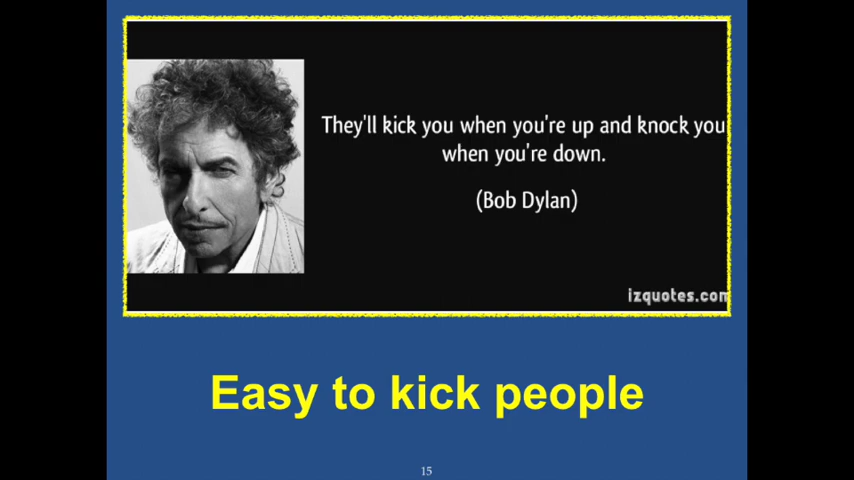 They'll kick you when you're up and knock you
when you're down.
(Bob Dylan)
izquotes.com
Easy to kick people
15